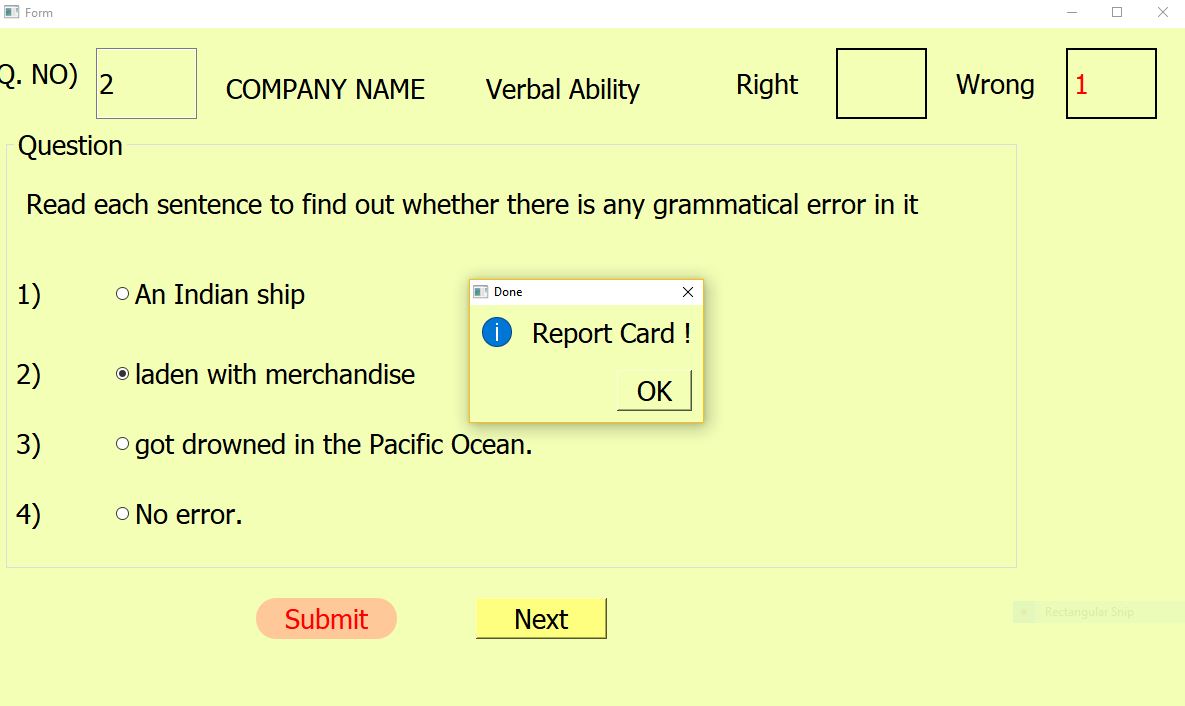 Form
Q. NO) 2 COMPANY NAME Verbal Ability Right Wrong 1
Question
Read each sentence to find out whether there is any grammatical error in it
1) An Indian ship
Done
Report Card !
OK
2) laden with merchandise
3) got drowned in the Pacific Ocean.
4) No error.
Submit Next
Rectangular Snip